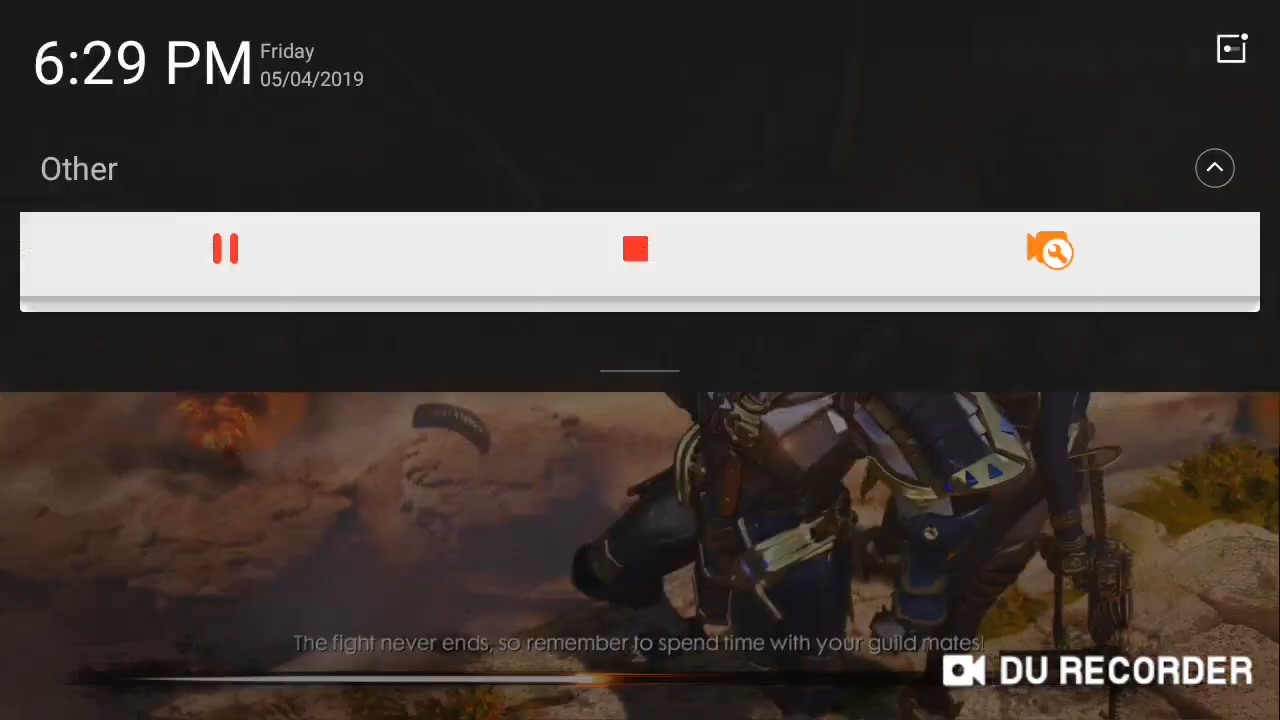 6:29 PM
Friday
05/04/2019
Other
The fight never ends, so remember to spend time with your guild mates!
DU RECORDER